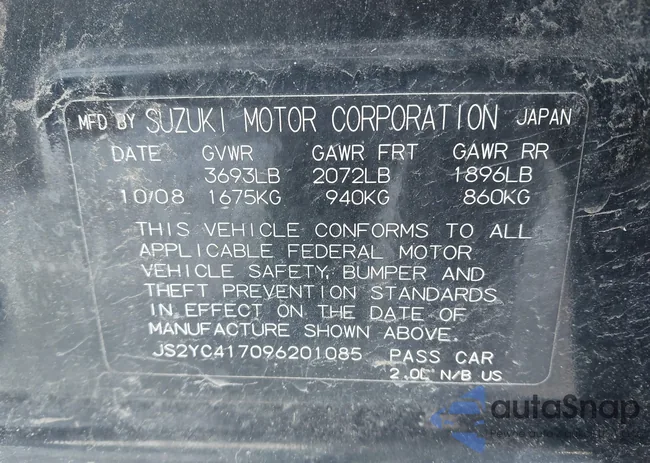 MFD BY SUZUKI MOTOR CORPORATION JAPAN
DATE GVWR GAWR FRT GAWR RR
3693LB 2072LB 1896LB
10/08 1675KG 940KG 860KG
THIS VEHICLE CONFORMS TO ALL
APPLICABLE FEDERAL MOTOR
VEHICLE SAFETY, BUMPER AND
THEFT PREVENTION STANDARDS
IN EFFECT ON THE DATE OF
MANUFACTURE SHOWN ABOVE.
JS2YC417096201085 PASS CAR
2.0L N/B US
autoSnap